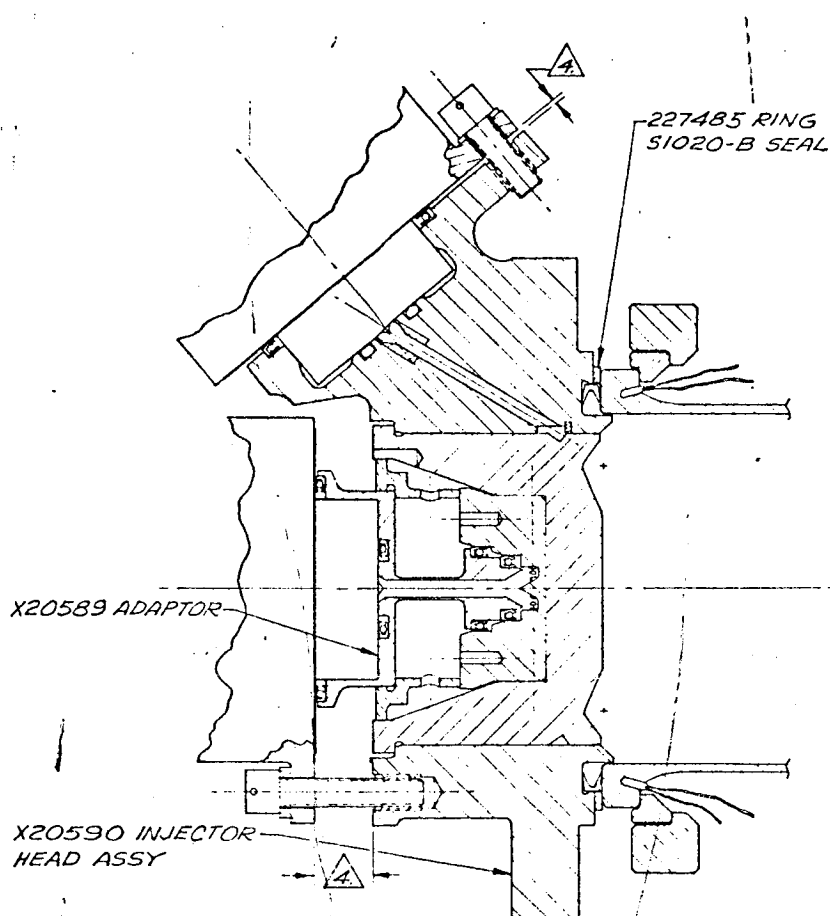 4.
227485 RING
S1020-B SEAL
X20589 ADAPTOR
X20590 INJECTOR
HEAD ASSY
4.